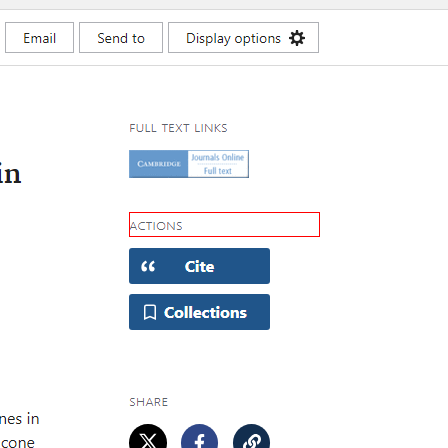 Email Send to Display options
FULL TEXT LINKS
CAMBRIDGE Journals Online
Full text
in
ACTIONS
Cite
Collections
SHARE
nes in
cone